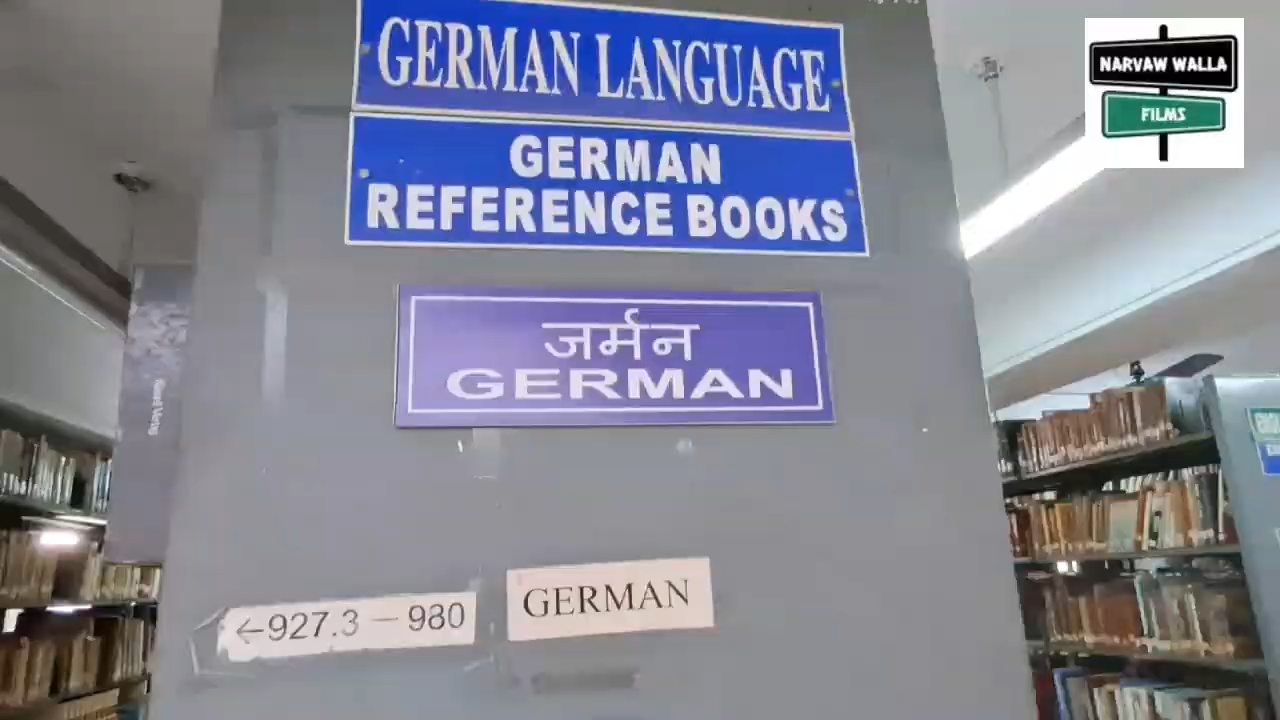 GERMAN LANGUAGE
GERMAN
REFERENCE BOOKS
जर्मन
GERMAN
←927.3 — 980
GERMAN
NARVAW WALLA
FILMS